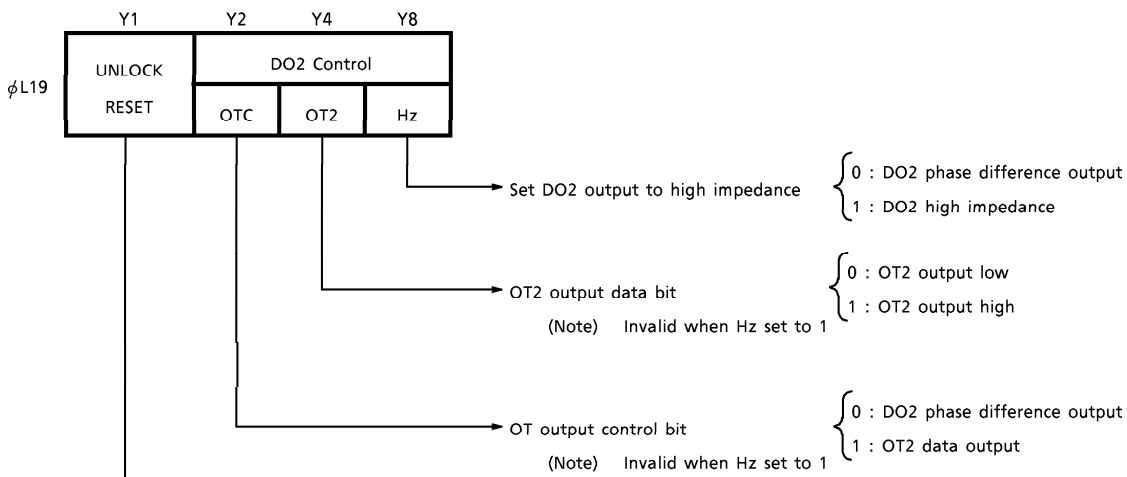 Y1 Y2 Y4 Y8
UNLOCK
RESET
DO2 Control
φL19
OTC OT2 Hz
Set DO2 output to high impedance
0 : DO2 phase difference output
1 : DO2 high impedance
OT2 output data bit
(Note) Invalid when Hz set to 1
0 : OT2 output low
1 : OT2 output high
OT output control bit
(Note) Invalid when Hz set to 1
0 : DO2 phase difference output
1 : OT2 data output